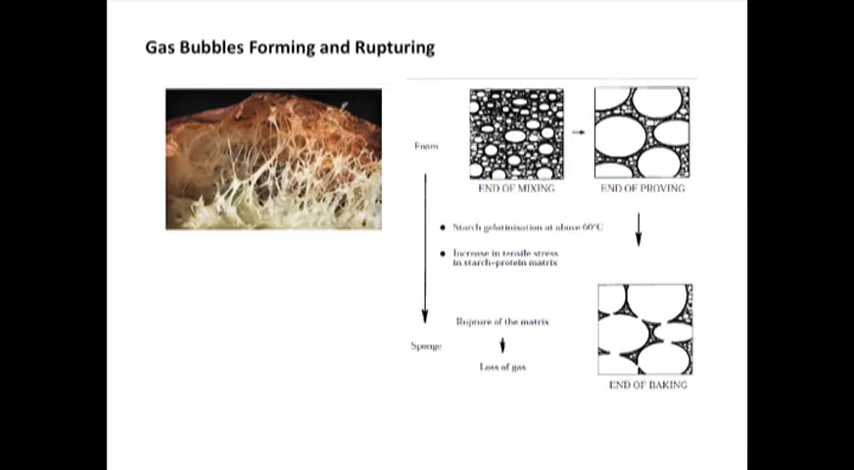 Gas Bubbles Forming and Rupturing
Foam
END OF MIXING
END OF PROVING
• Starch gelatinisation at above 60°C
• Increase in tensile stress
in starch-protein matrix
Rupture of the matrix
Sponge
Loss of gas
END OF BAKING